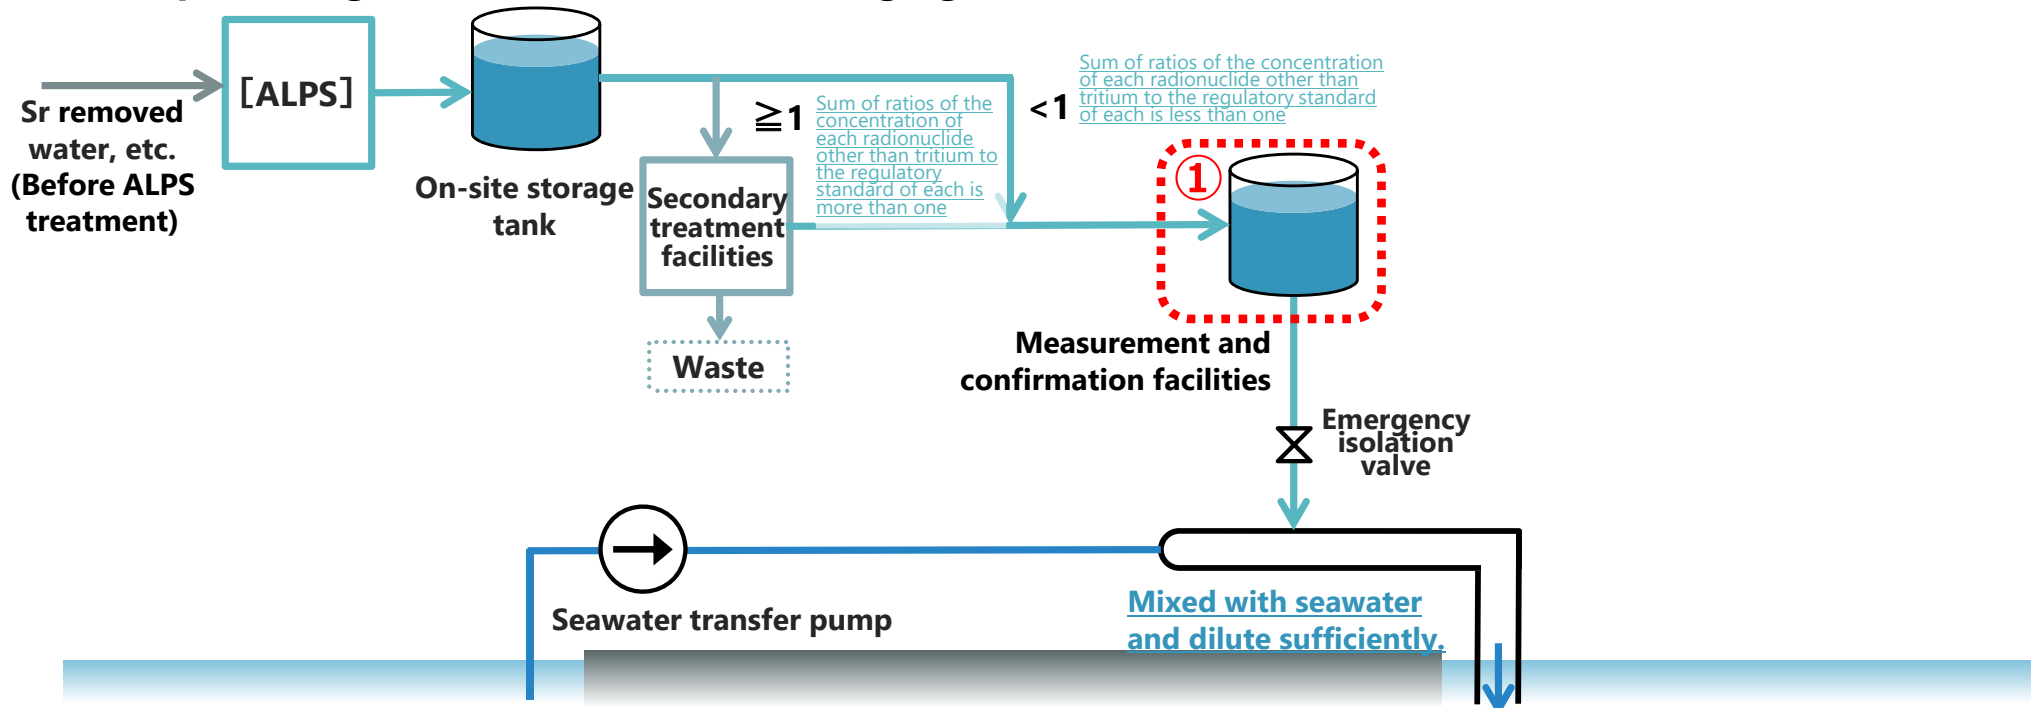 [ALPS]
Sr removed
water, etc.
(Before ALPS
treatment)
On-site storage
tank
≧1
Sum of ratios of the
concentration of
each radionuclide
other than tritium to
the regulatory
standard of each is
more than one
<1
Sum of ratios of the concentration
of each radionuclide other than
tritium to the regulatory standard
of each is less than one
Secondary
treatment
facilities
Waste
①
Measurement and
confirmation facilities
Emergency
isolation
valve
Seawater transfer pump
Mixed with seawater
and dilute sufficiently.